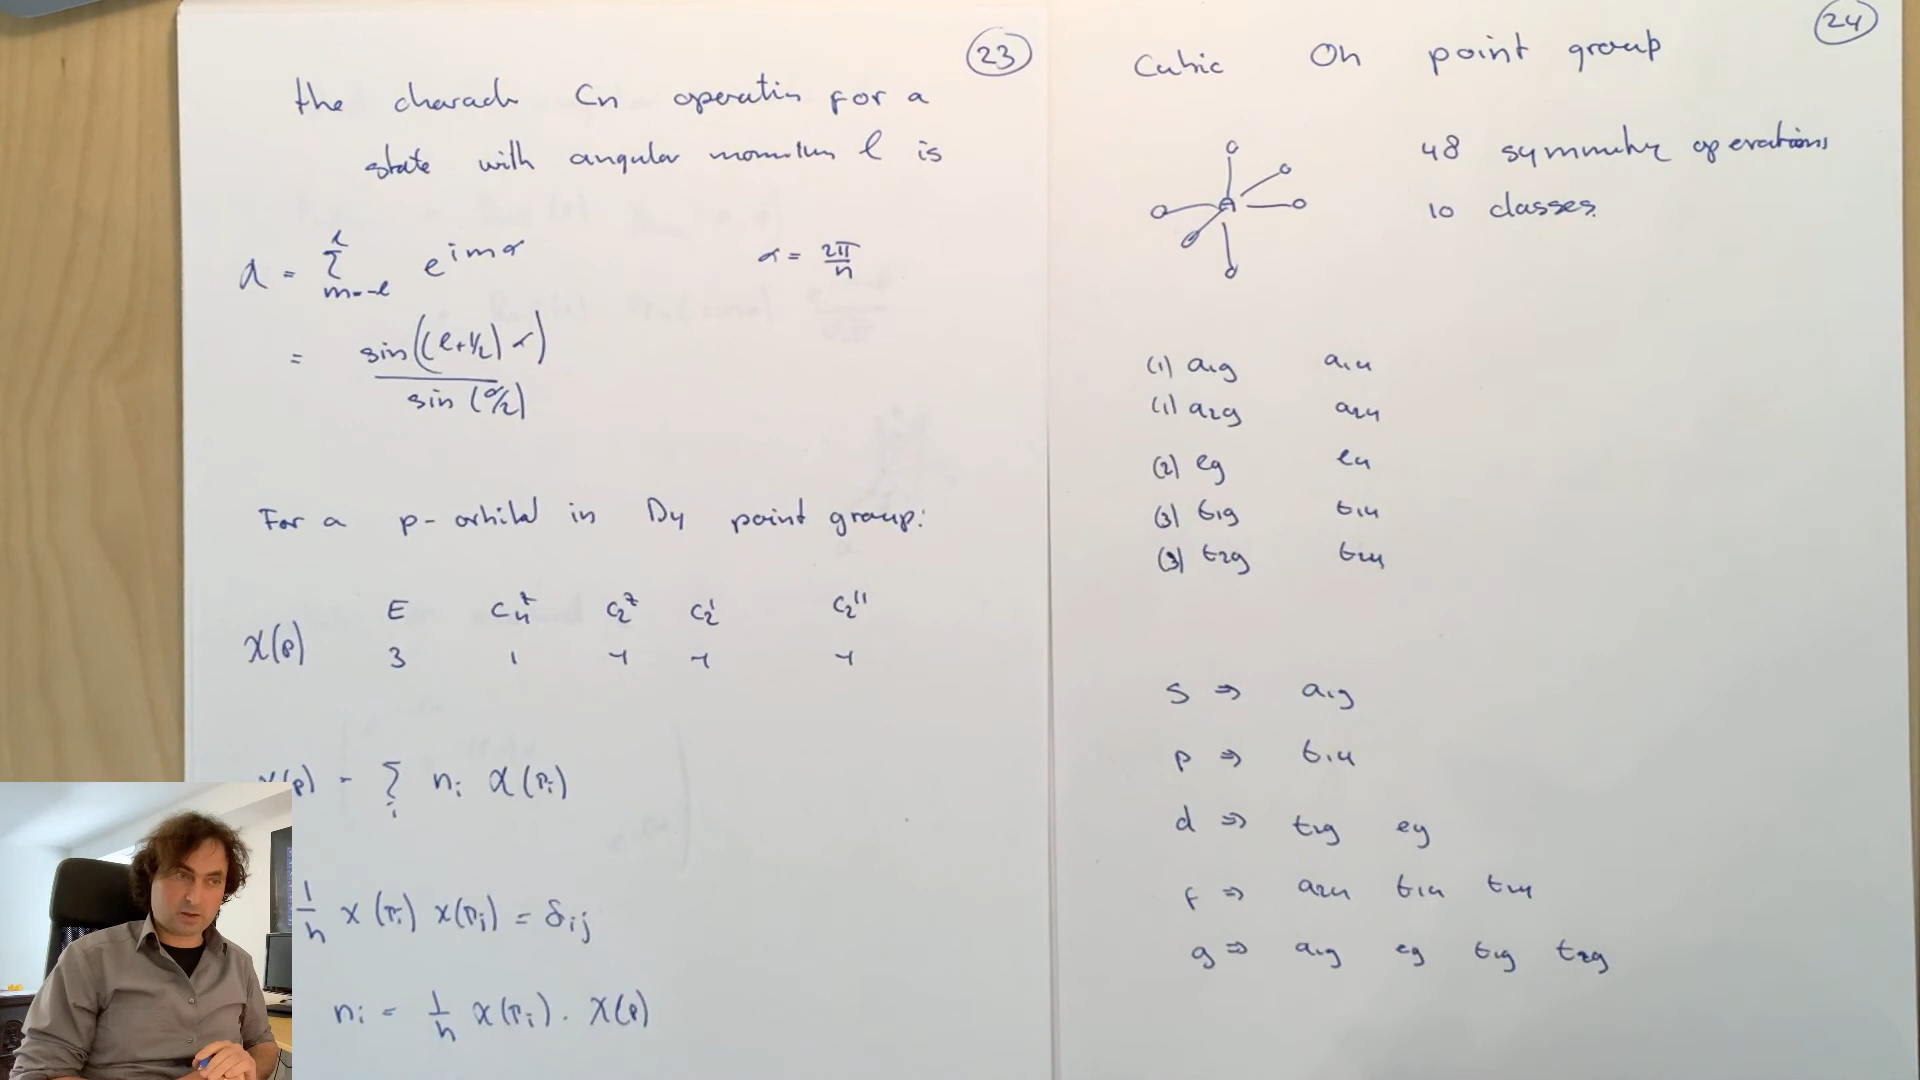 23
the charach Cn operatin for a
state with angular momentum l is
χ = Σ_{m=-l}^{l} e^{imα} α = 2π/n
= sin((l+1/2)α) / sin(α/2)
For a p-orbital in D4 point group:
E C4^z C2^z C2' C2''
χ(p) 3 1 -1 -1 -1
χ(p) = Σ_i n_i χ(Γ_i)
1/h χ(Γ_i) χ(Γ_j) = δ_ij
n_i = 1/h χ(Γ_i) · χ(p)
24
Cubic Oh point group
48 symmetry operations
10 classes
(1) a1g a1u
(1) a2g a2u
(2) eg eu
(3) t1g t1u
(3) t2g t2u
s ⇒ a1g
p ⇒ t1u
d ⇒ t2g eg
f ⇒ a2u t1u t2u
g ⇒ a1g eg t1g t2g